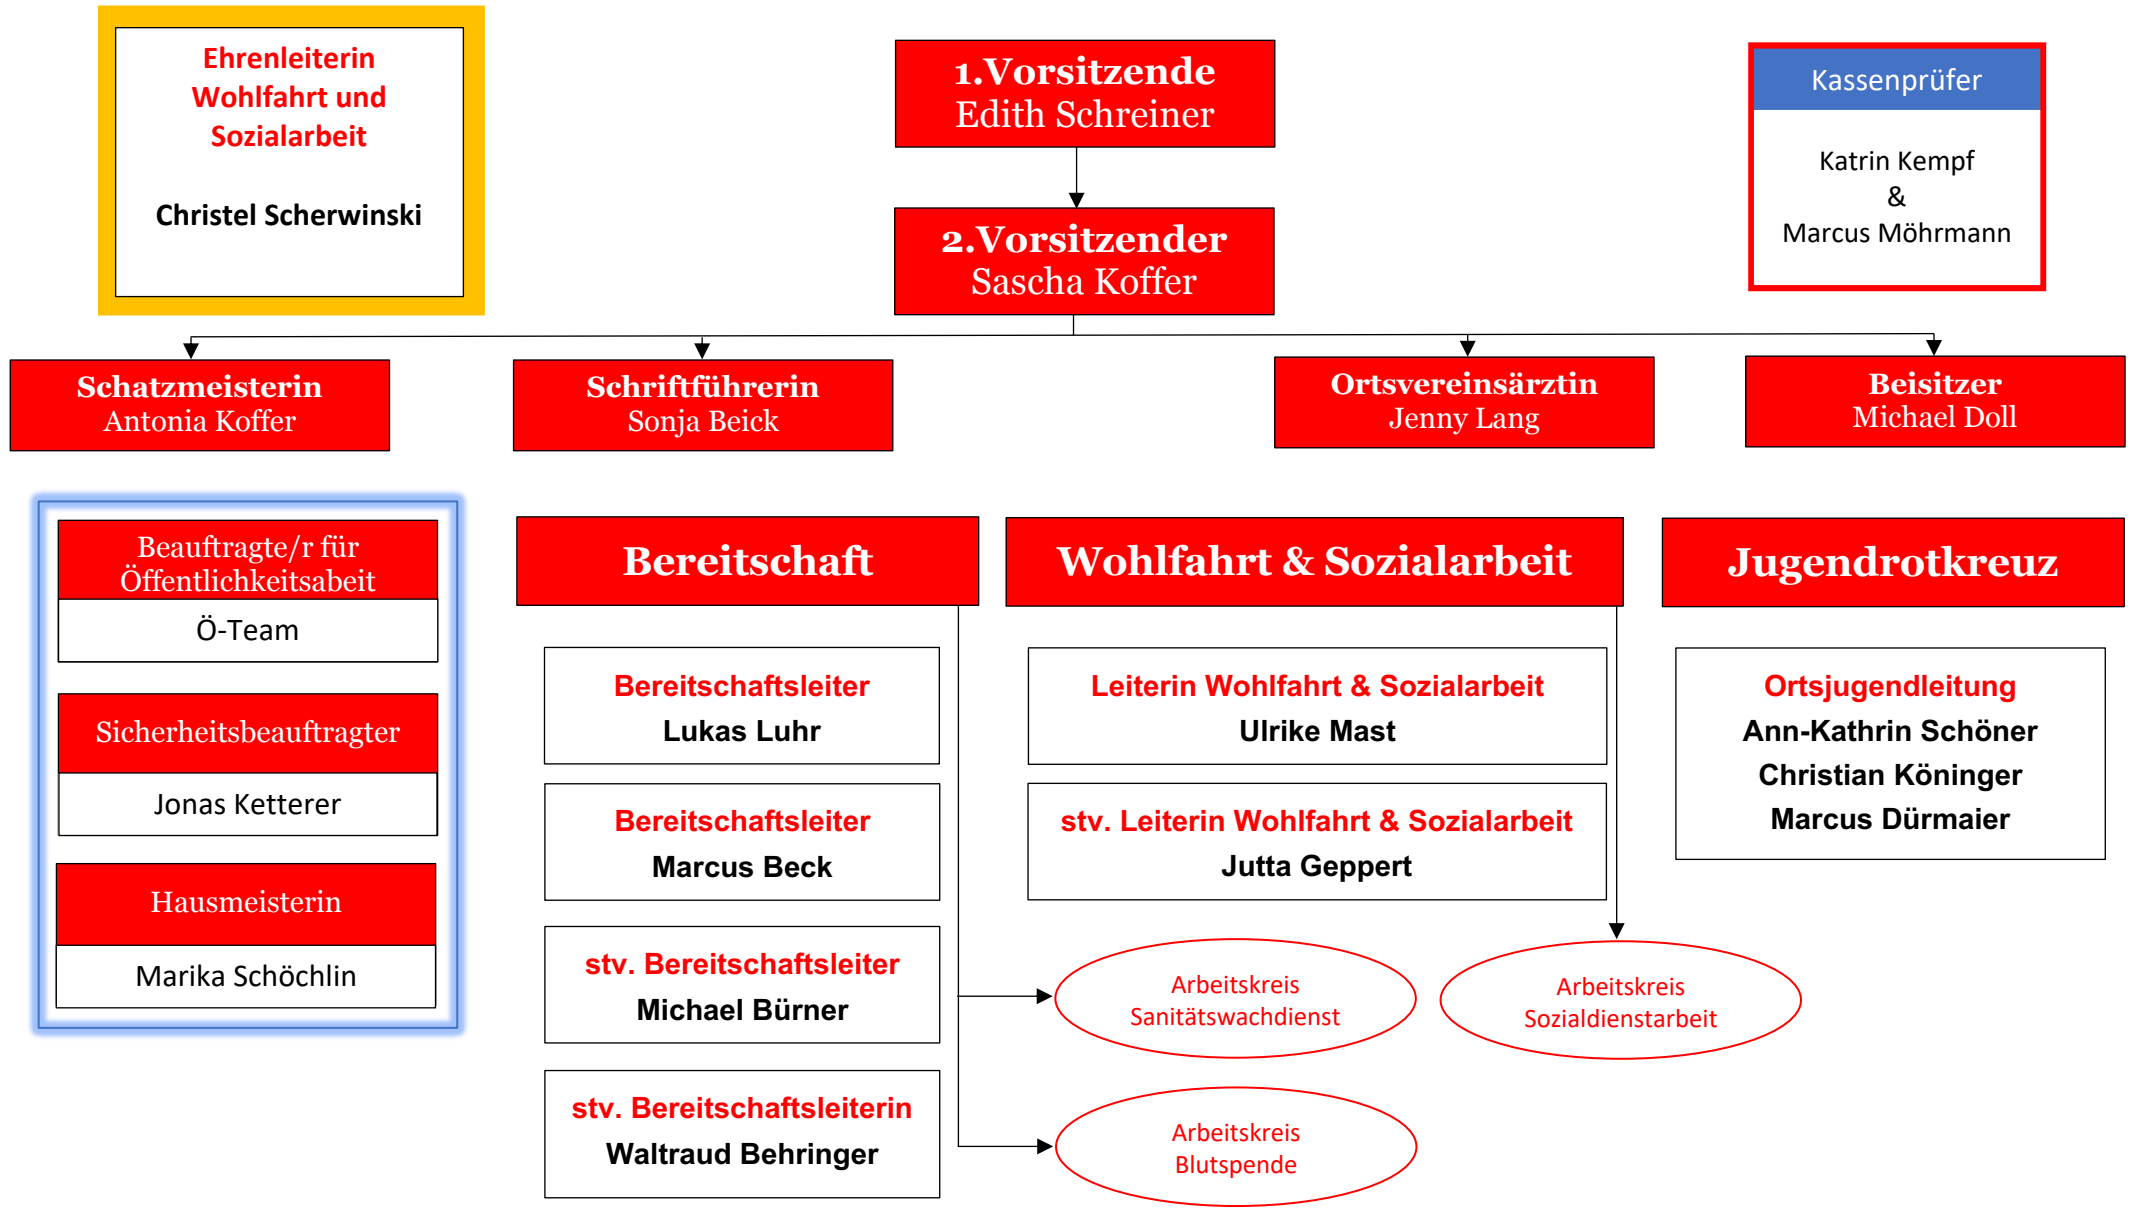 Ehrenleiterin
Wohlfahrt und
Sozialarbeit
Christel Scherwinski
1.Vorsitzende
Edith Schreiner
Kassenprüfer
Katrin Kempf
&
Marcus Möhrmann
2.Vorsitzender
Sascha Koffer
Schatzmeisterin
Antonia Koffer
Schriftführerin
Sonja Beick
Ortsvereinsärztin
Jenny Lang
Beisitzer
Michael Doll
Beauftragte/r für
Öffentlichkeitsabeit
Ö-Team
Sicherheitsbeauftragter
Jonas Ketterer
Hausmeisterin
Marika Schöchlin
Bereitschaft
Bereitschaftsleiter
Lukas Luhr
Bereitschaftsleiter
Marcus Beck
stv. Bereitschaftsleiter
Michael Bürner
stv. Bereitschaftsleiterin
Waltraud Behringer
Wohlfahrt & Sozialarbeit
Leiterin Wohlfahrt & Sozialarbeit
Ulrike Mast
stv. Leiterin Wohlfahrt & Sozialarbeit
Jutta Geppert
Arbeitskreis
Sanitätswachdienst
Arbeitskreis
Blutspende
Arbeitskreis
Sozialdienstarbeit
Jugendrotkreuz
Ortsjugendleitung
Ann-Kathrin Schöner
Christian Köninger
Marcus Dürmaier